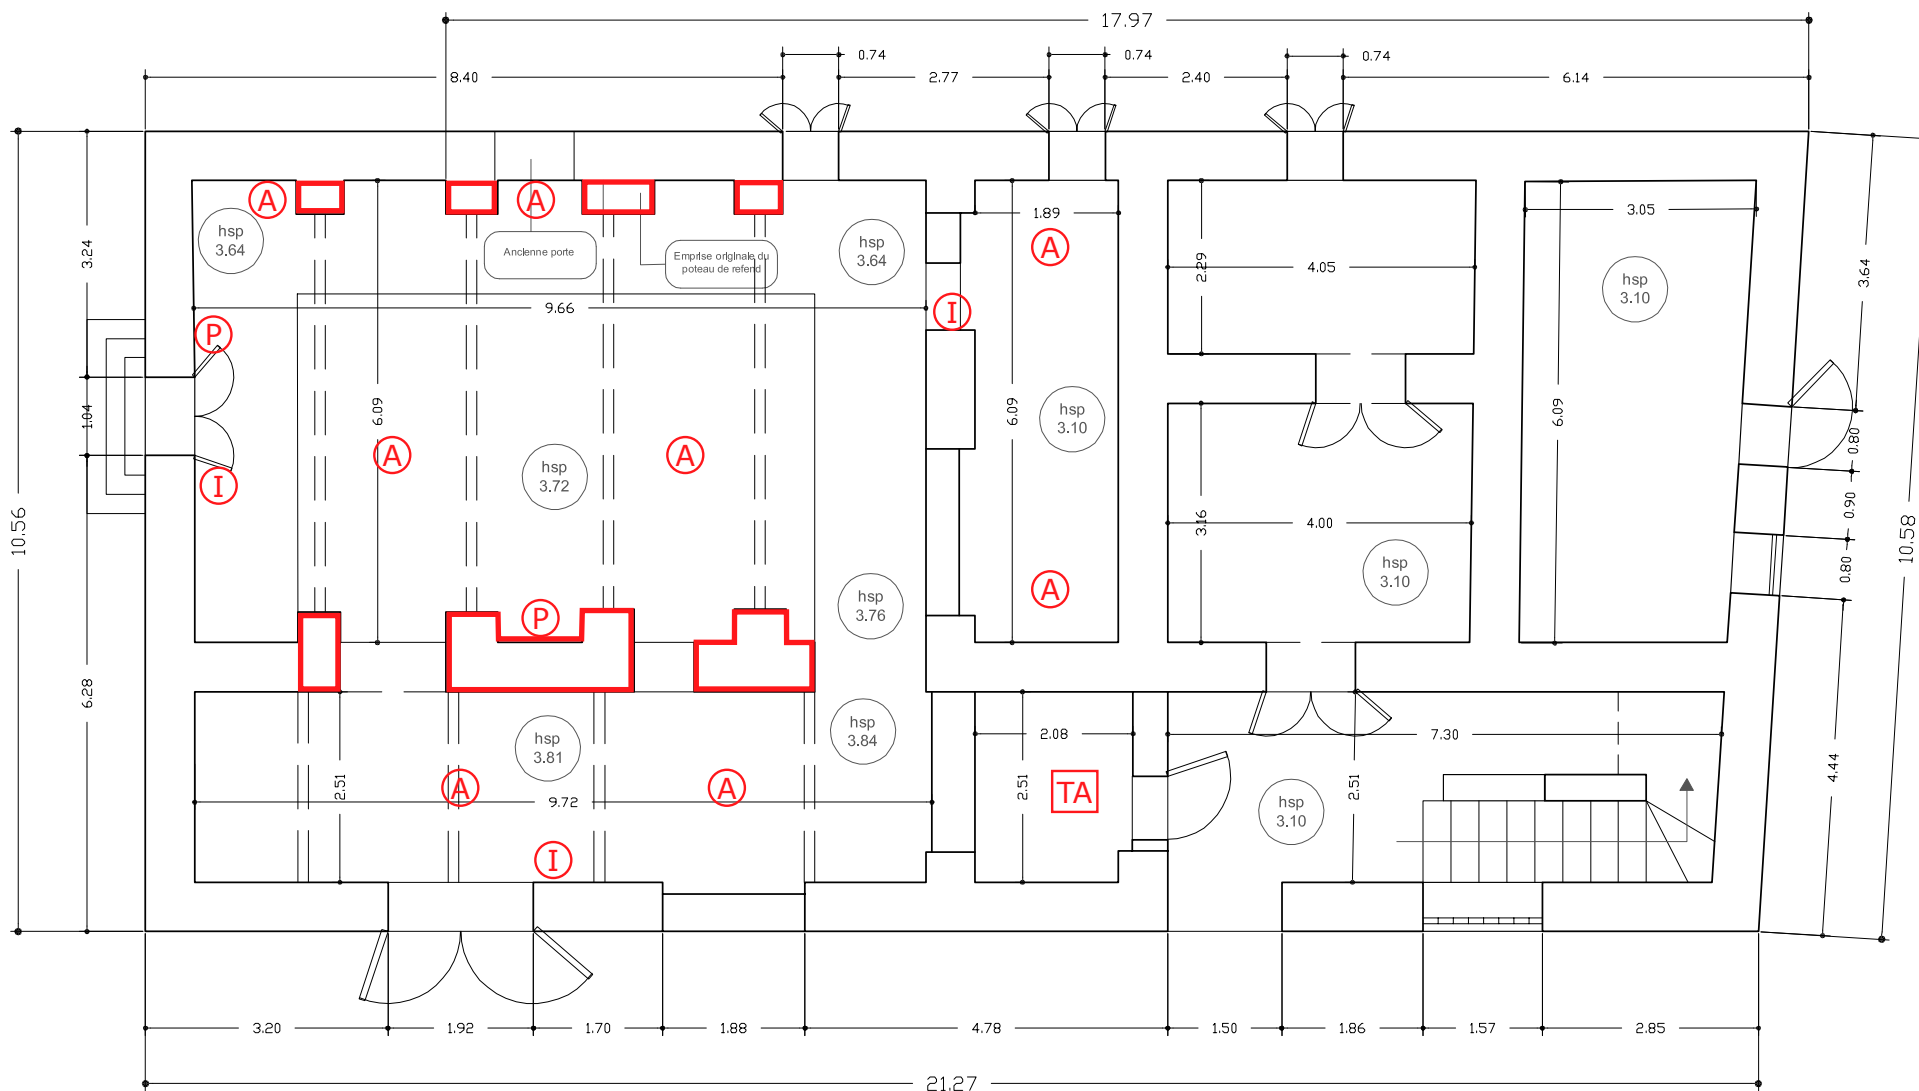 17.97
0.74
0.74
0.74
8.40
2.77
2.40
6.14
A
A
hsp
3.64
Ancienne porte
Emprise originale du
poteau de refend
hsp
3.64
1.89
A
3.05
3.24
2.29
4.05
hsp
3.10
3.64
9.66
I
P
1.04
6.09
6.09
hsp
3.10
6.09
A
A
hsp
3.72
I
0.80
0.90
10.56
3.16
4.00
10.58
hsp
3.10
0.80
A
hsp
3.76
P
6.28
hsp
3.81
hsp
3.84
2.08
7.30
2.51
A
A
9.72
2.51
TA
2.51
hsp
3.10
4.44
I
3.20
1.92
1.70
1.88
4.78
1.50
1.86
1.57
2.85
21.27